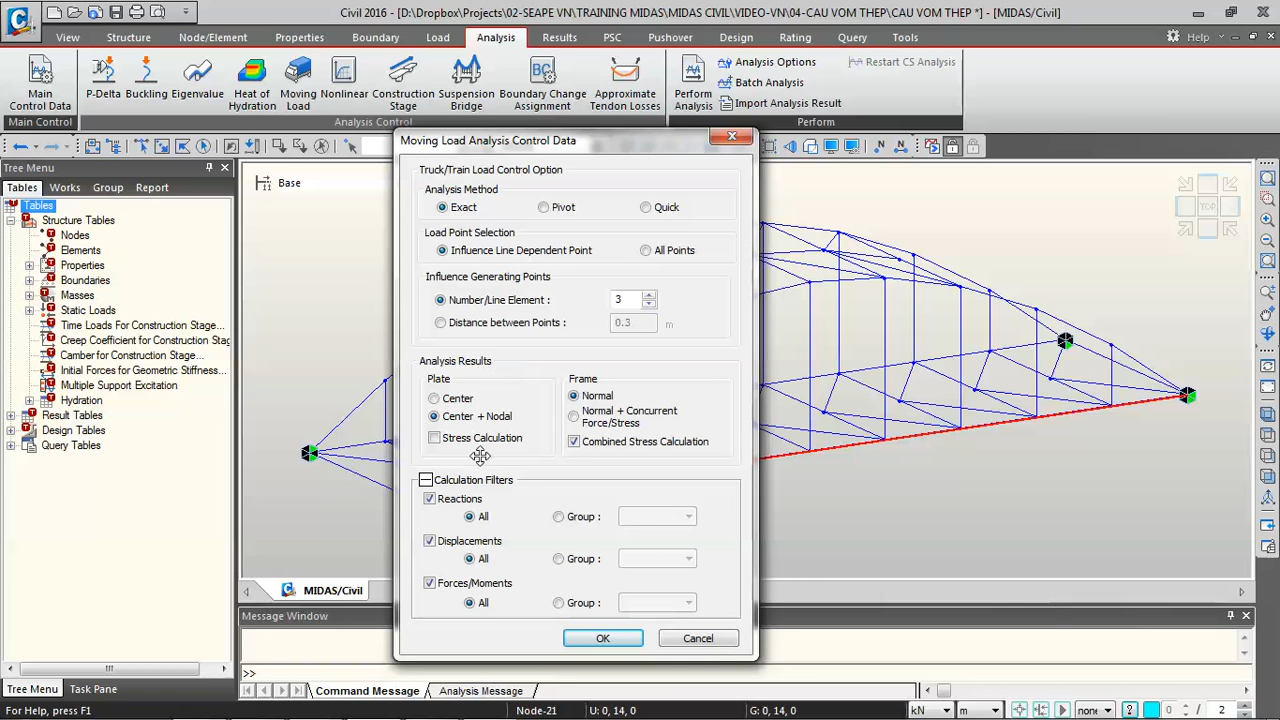 Civil 2016 - [D:\Dropbox\Projects\02-SEAPE VN\TRAINING MIDAS\MIDAS CIVIL\VIDEO-VN\04-CAU VOM THEP\CAU VOM THEP *] - [MIDAS/Civil]
View Structure Node/Element Properties Boundary Load Analysis Results PSC Pushover Design Rating Query Tools Help
Main Control Data
P-Delta
Buckling
Eigenvalue
Heat of Hydration
Moving Load
Nonlinear
Construction Stage
Suspension Bridge
Boundary Change Assignment
Approximate Tendon Losses
Perform Analysis
Analysis Options
Batch Analysis
Import Analysis Result
Restart CS Analysis
Main Control
Analysis Control
Perform
Tree Menu
Tables Works Group Report
Tables
Structure Tables
Nodes
Elements
Properties
Boundaries
Masses
Static Loads
Time Loads For Construction Stage...
Creep Coefficient for Construction Stage...
Camber for Construction Stage...
Initial Forces for Geometric Stiffness...
Multiple Support Excitation
Hydration
Result Tables
Design Tables
Query Tables
Tree Menu Task Pane
Base
TOP
Moving Load Analysis Control Data
Truck/Train Load Control Option
Analysis Method
Exact Pivot Quick
Load Point Selection
Influence Line Dependent Point All Points
Influence Generating Points
Number/Line Element : 3
Distance between Points : 0.3 m
Analysis Results
Plate
Center
Center + Nodal
Stress Calculation
Frame
Normal
Normal + Concurrent
Force/Stress
Combined Stress Calculation
Calculation Filters
Reactions
All Group :
Displacements
All Group :
Forces/Moments
All Group :
OK Cancel
MIDAS/Civil
Message Window
>>
Command Message Analysis Message
For Help, press F1
Node-21
U: 0, 14, 0
G: 0, 14, 0
kN
m
none
0 / 2